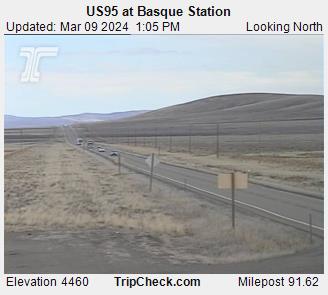 US95 at Basque Station
Updated: Mar 09 2024 1:05 PM Looking North
Elevation 4460 TripCheck.com Milepost 91.62